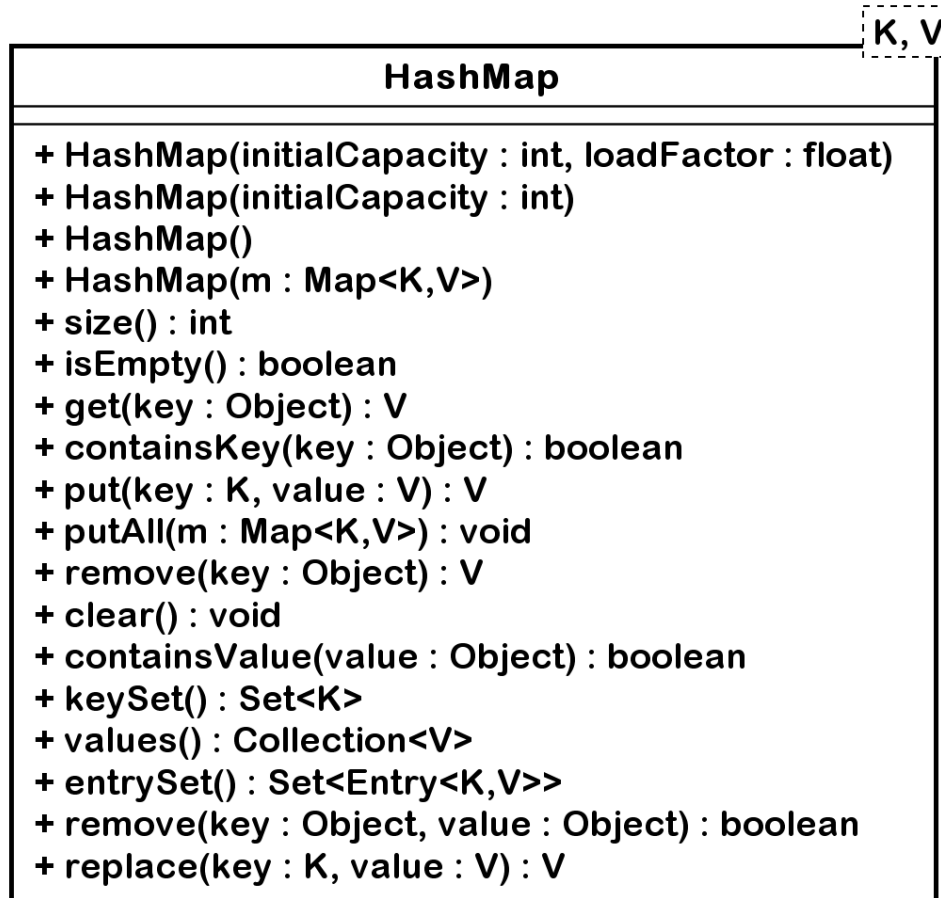 K, V
HashMap
+ HashMap(initialCapacity : int, loadFactor : float)
+ HashMap(initialCapacity : int)
+ HashMap()
+ HashMap(m : Map<K,V>)
+ size() : int
+ isEmpty() : boolean
+ get(key : Object) : V
+ containsKey(key : Object) : boolean
+ put(key : K, value : V) : V
+ putAll(m : Map<K,V>) : void
+ remove(key : Object) : V
+ clear() : void
+ containsValue(value : Object) : boolean
+ keySet() : Set<K>
+ values() : Collection<V>
+ entrySet() : Set<Entry<K,V>>
+ remove(key : Object, value : Object) : boolean
+ replace(key : K, value : V) : V